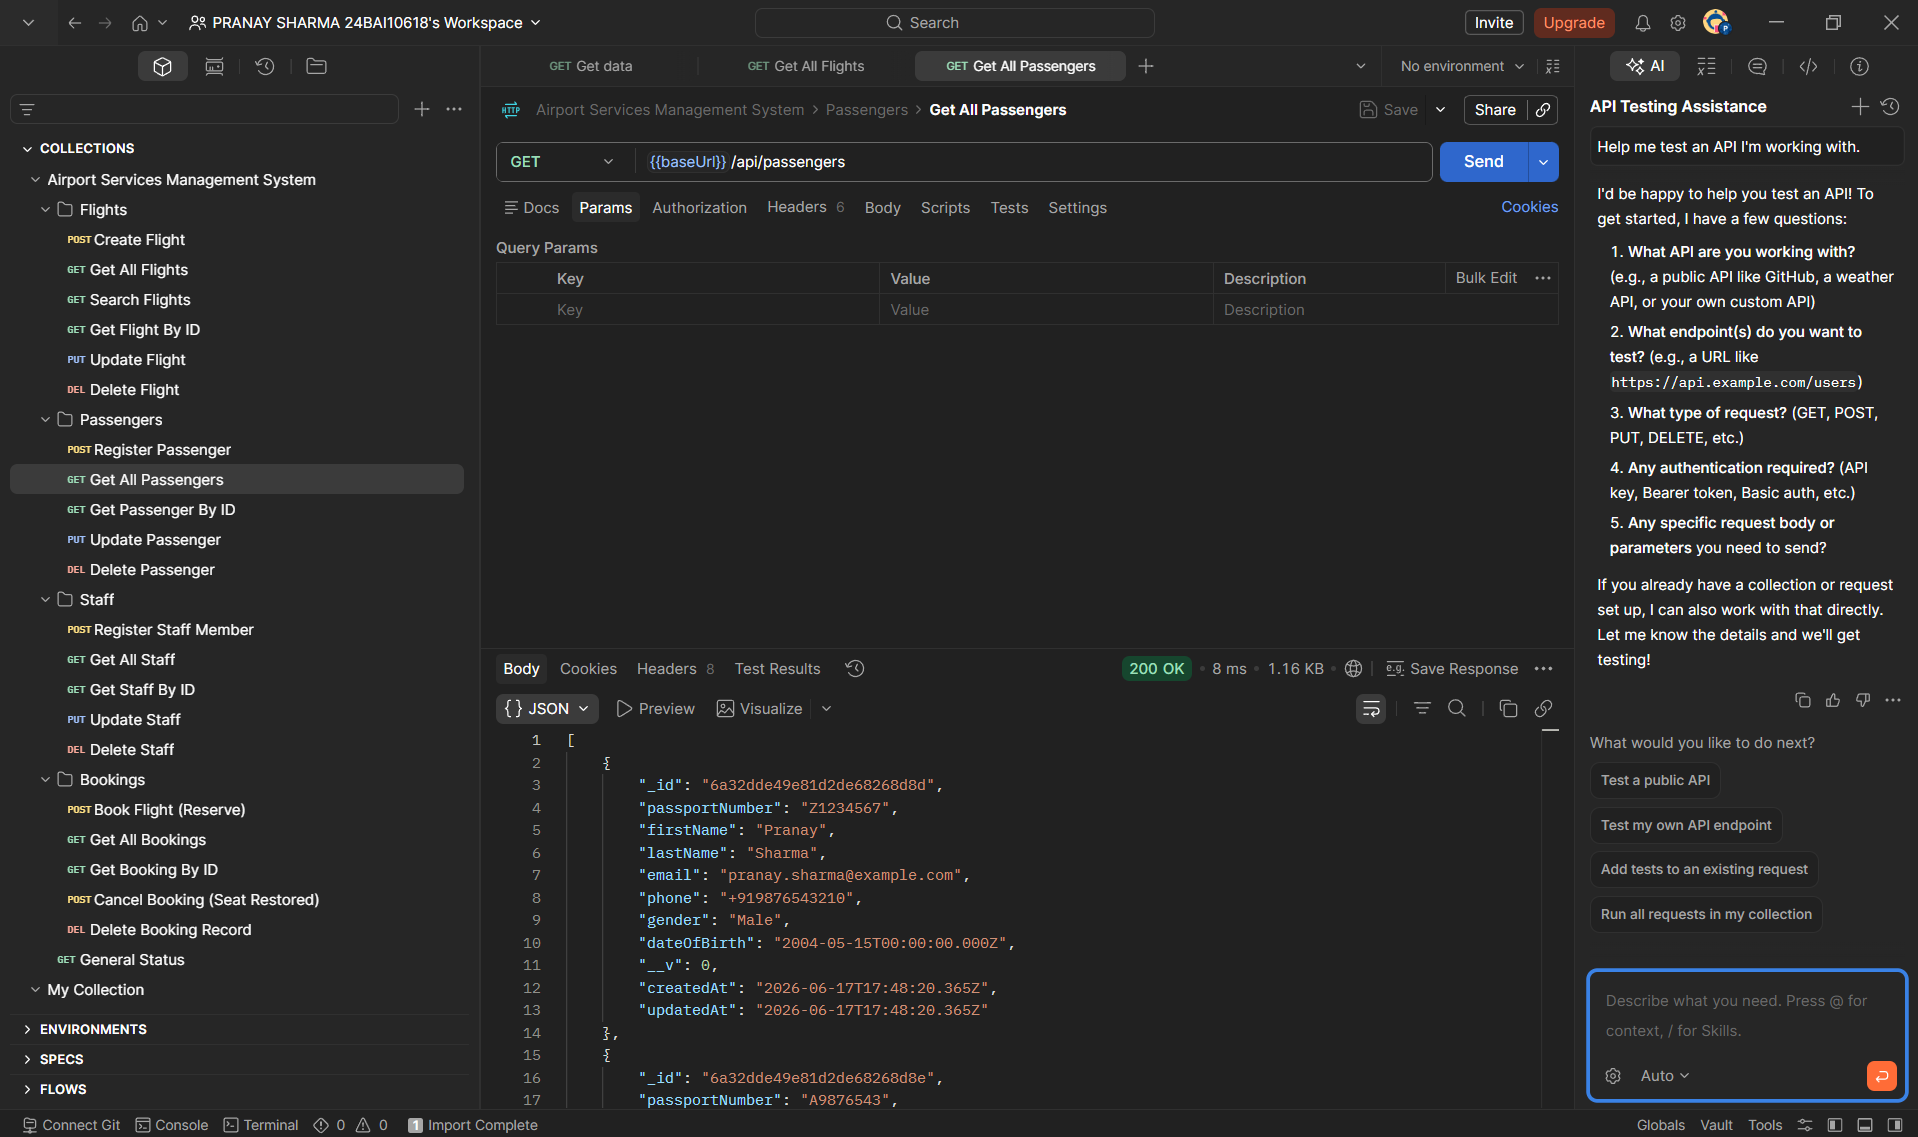 PRANAY SHARMA 24BAI10618's Workspace
Search
Invite
Upgrade
GET Get data
GET Get All Flights
GET Get All Passengers
No environment
AI
COLLECTIONS
Airport Services Management System
Flights
POST Create Flight
GET Get All Flights
GET Search Flights
GET Get Flight By ID
PUT Update Flight
DEL Delete Flight
Passengers
POST Register Passenger
GET Get All Passengers
GET Get Passenger By ID
PUT Update Passenger
DEL Delete Passenger
Staff
POST Register Staff Member
GET Get All Staff
GET Get Staff By ID
PUT Update Staff
DEL Delete Staff
Bookings
POST Book Flight (Reserve)
GET Get All Bookings
GET Get Booking By ID
POST Cancel Booking (Seat Restored)
DEL Delete Booking Record
GET General Status
My Collection
ENVIRONMENTS
SPECS
FLOWS
HTTP Airport Services Management System > Passengers > Get All Passengers
Save
Share
GET {{baseUrl}} /api/passengers
Send
Docs Params Authorization Headers 6 Body Scripts Tests Settings
Cookies
Query Params
Key Value Description Bulk Edit
Key Value Description
Body Cookies Headers 8 Test Results
200 OK • 8 ms • 1.16 KB • e.g. Save Response
{} JSON Preview Visualize
1 [
2 {
3 "_id": "6a32dde49e81d2de68268d8d",
4 "passportNumber": "Z1234567",
5 "firstName": "Pranay",
6 "lastName": "Sharma",
7 "email": "pranay.sharma@example.com",
8 "phone": "+919876543210",
9 "gender": "Male",
10 "dateOfBirth": "2004-05-15T00:00:00.000Z",
11 "__v": 0,
12 "createdAt": "2026-06-17T17:48:20.365Z",
13 "updatedAt": "2026-06-17T17:48:20.365Z"
14 },
15 {
16 "_id": "6a32dde49e81d2de68268d8e",
17 "passportNumber": "A9876543",
API Testing Assistance
Help me test an API I'm working with.
I'd be happy to help you test an API! To
get started, I have a few questions:
1. What API are you working with?
(e.g., a public API like GitHub, a weather
API, or your own custom API)
2. What endpoint(s) do you want to
test? (e.g., a URL like
https://api.example.com/users)
3. What type of request? (GET, POST,
PUT, DELETE, etc.)
4. Any authentication required? (API
key, Bearer token, Basic auth, etc.)
5. Any specific request body or
parameters you need to send?
If you already have a collection or request
set up, I can also work with that directly.
Let me know the details and we'll get
testing!
What would you like to do next?
Test a public API
Test my own API endpoint
Add tests to an existing request
Run all requests in my collection
Describe what you need. Press @ for
context, / for Skills.
Auto
Connect Git Console Terminal 0 0 1 Import Complete
Globals Vault Tools